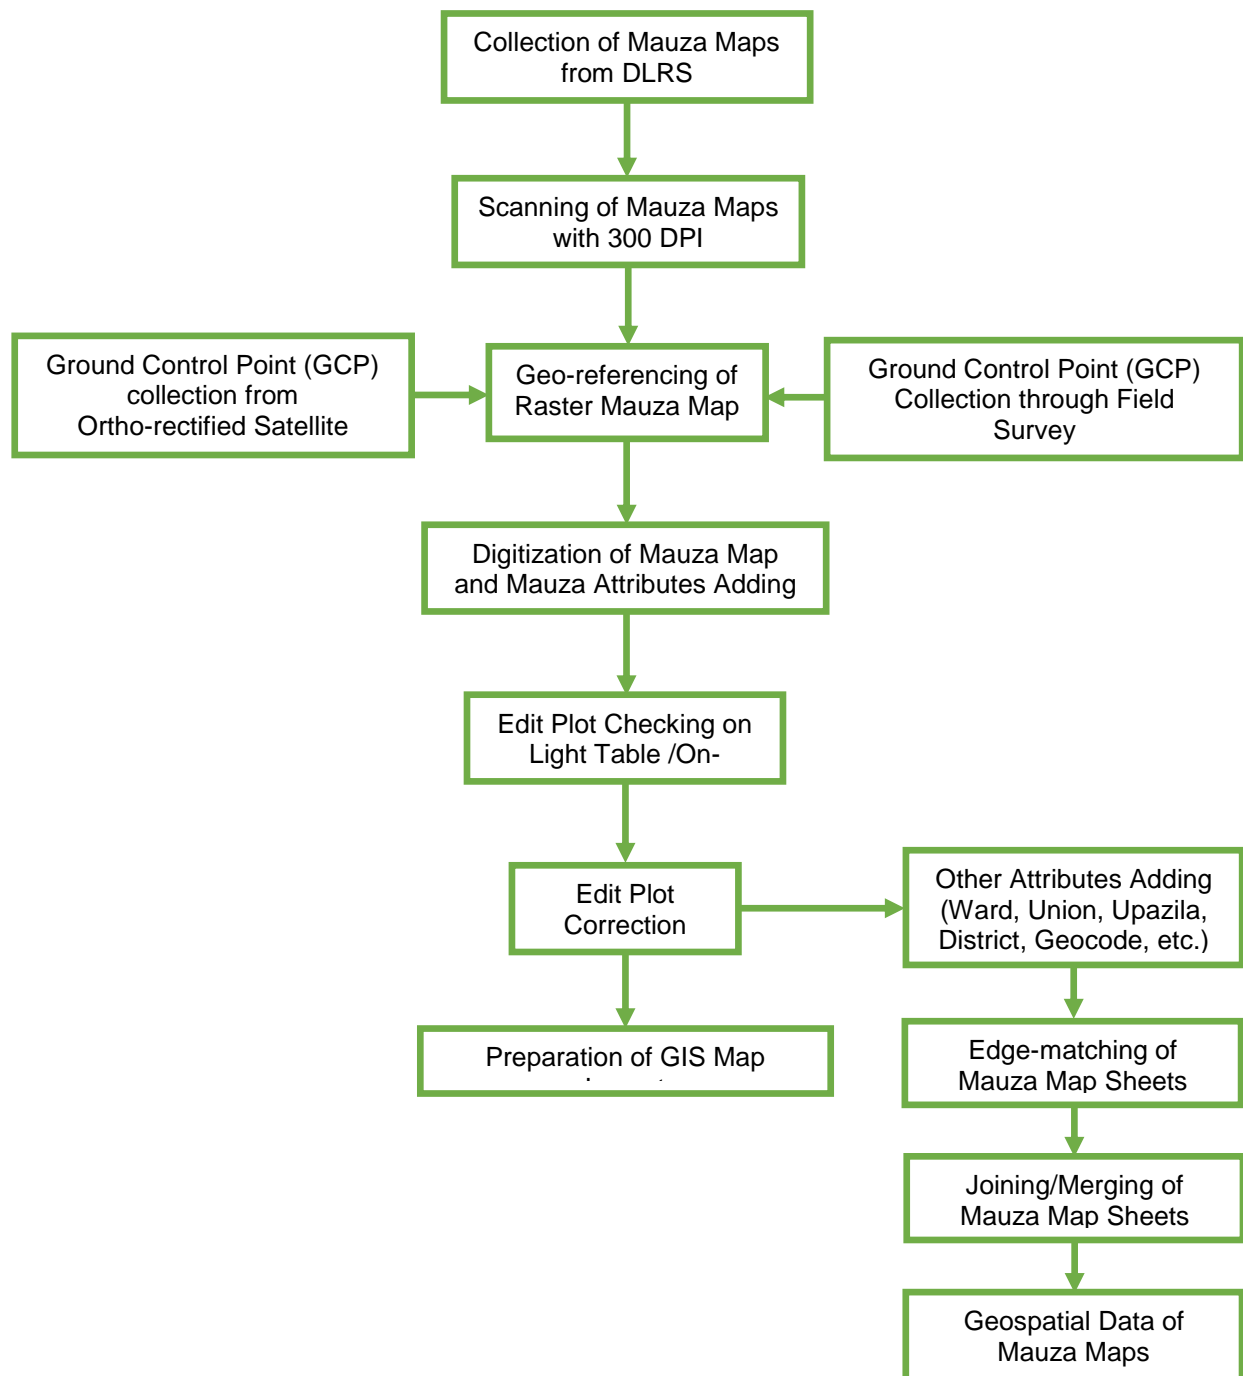 Collection of Mauza Maps
from DLRS
Scanning of Mauza Maps
with 300 DPI
Ground Control Point (GCP)
collection from
Ortho-rectified Satellite
Geo-referencing of
Raster Mauza Map
Ground Control Point (GCP)
Collection through Field
Survey
Digitization of Mauza Map
and Mauza Attributes Adding
Edit Plot Checking on
Light Table /On-
Edit Plot
Correction
Other Attributes Adding
(Ward, Union, Upazila,
District, Geocode, etc.)
Preparation of GIS Map
Edge-matching of
Mauza Map Sheets
Joining/Merging of
Mauza Map Sheets
Geospatial Data of
Mauza Maps